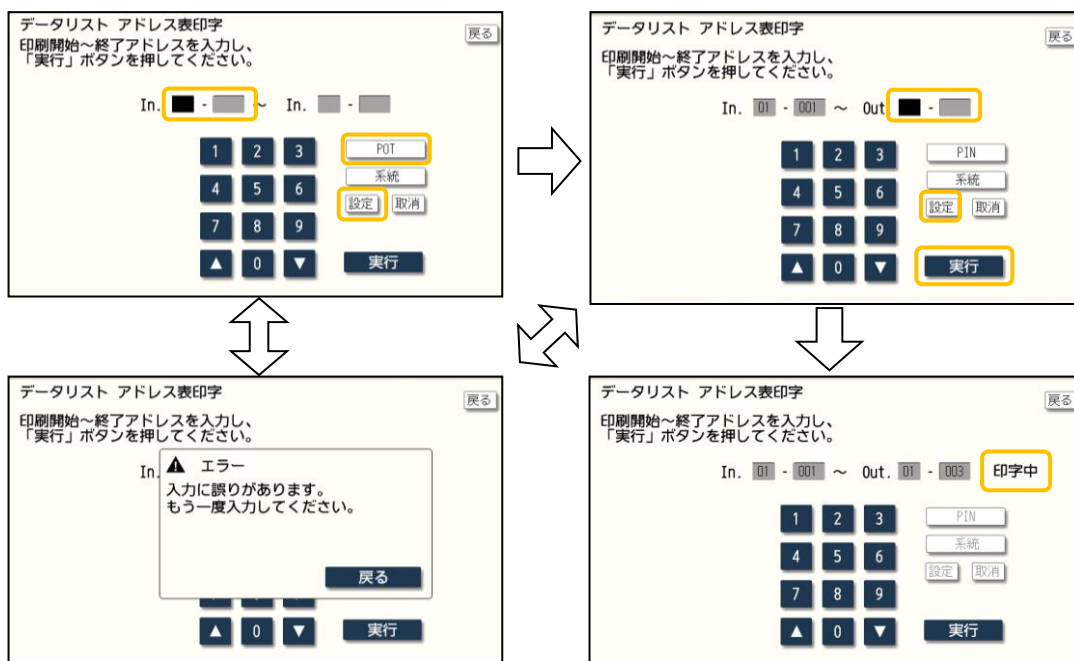 データリスト アドレス表印字
戻る
印刷開始～終了アドレスを入力し、
「実行」ボタンを押してください。
In. - ～ In. -
1 2 3 POT
系統
4 5 6
設定 取消
7 8 9
▲ 0 ▼ 実行
データリスト アドレス表印字
戻る
印刷開始～終了アドレスを入力し、
「実行」ボタンを押してください。
In. 01 - 001 ～ Out. -
1 2 3 PIN
系統
4 5 6
設定 取消
7 8 9
▲ 0 ▼ 実行
データリスト アドレス表印字
戻る
印刷開始～終了アドレスを入力し、
「実行」ボタンを押してください。
In.
エラー
入力に誤りがあります。
もう一度入力してください。
戻る
▲ 0 ▼ 実行
データリスト アドレス表印字
戻る
印刷開始～終了アドレスを入力し、
「実行」ボタンを押してください。
In. 01 - 001 ～ Out. 01 - 003 印字中
1 2 3 PIN
系統
4 5 6
設定 取消
7 8 9
▲ 0 ▼ 実行